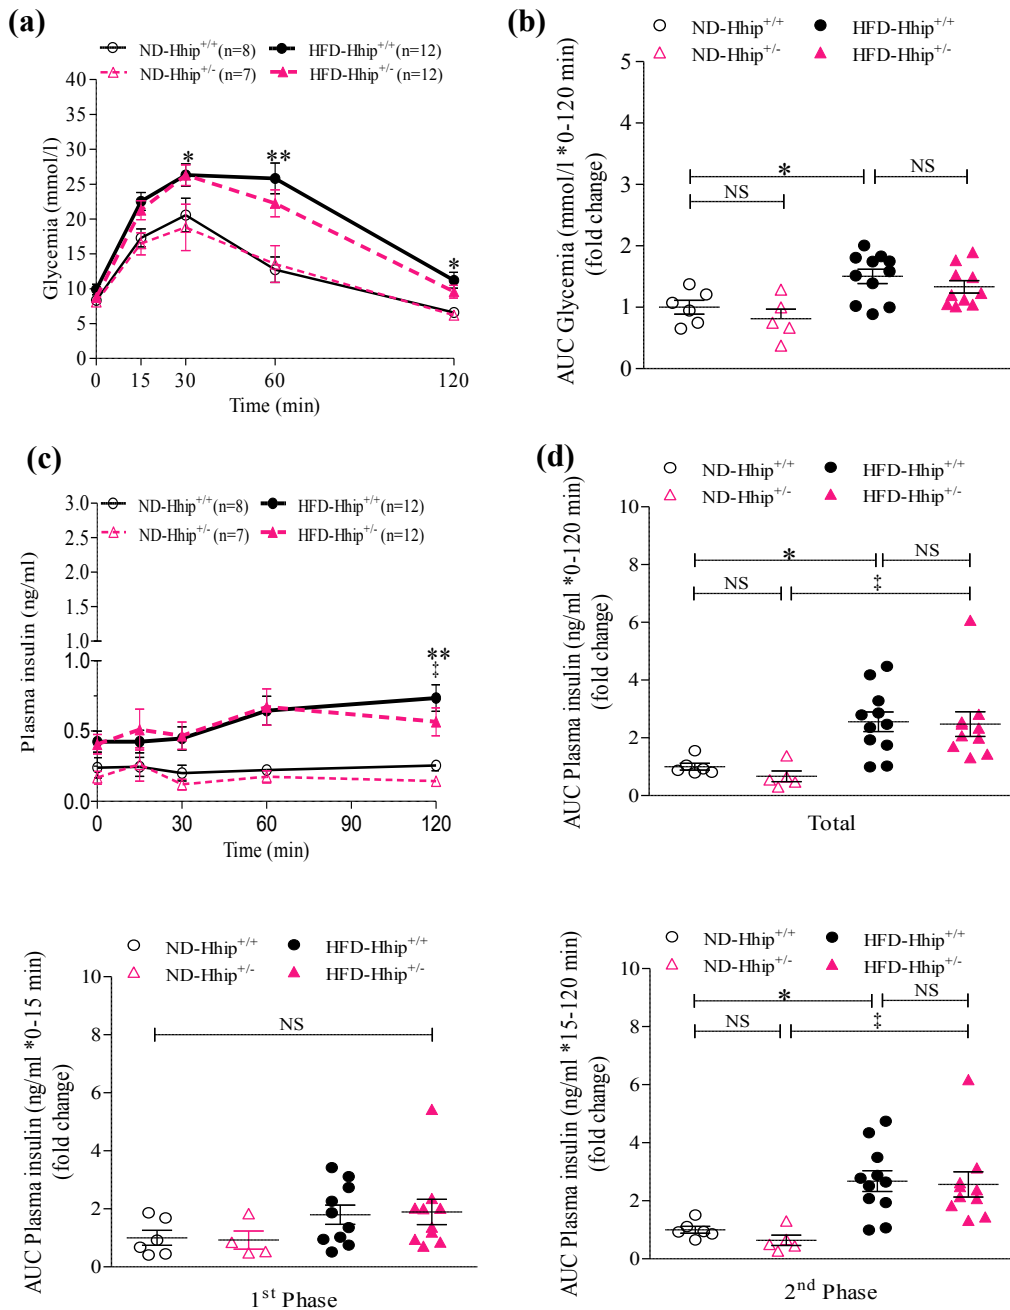 (a)
ND-Hhip+/+ (n=8) HFD-Hhip+/+ (n=12)
ND-Hhip+/- (n=7) HFD-Hhip+/- (n=12)
Glycemia (mmol/l)
40
35
30
25
20
15
10
5
0
* ** *
0 15 30 60 120
Time (min)
(b)
ND-Hhip+/+ HFD-Hhip+/+
ND-Hhip+/- HFD-Hhip+/-
AUC Glycemia (mmol/l *0-120 min)
(fold change)
5
4
3
2
1
0
* NS
NS
(c)
ND-Hhip+/+ (n=8) HFD-Hhip+/+ (n=12)
ND-Hhip+/- (n=7) HFD-Hhip+/- (n=12)
Plasma insulin (ng/ml)
3.0
2.5
2.0
1.5
1.0
1.0
0.5
0.0
**
‡
0 30 60 90 120
Time (min)
(d)
ND-Hhip+/+ HFD-Hhip+/+
ND-Hhip+/- HFD-Hhip+/-
AUC Plasma insulin (ng/ml *0-120 min)
(fold change)
10
8
6
4
2
0
* NS
NS ‡
Total
ND-Hhip+/+ HFD-Hhip+/+
ND-Hhip+/- HFD-Hhip+/-
AUC Plasma insulin (ng/ml *0-15 min)
(fold change)
10
8
6
4
2
0
NS
1st Phase
ND-Hhip+/+ HFD-Hhip+/+
ND-Hhip+/- HFD-Hhip+/-
AUC Plasma insulin (ng/ml *15-120 min)
(fold change)
10
8
6
4
2
0
* NS
NS ‡
2nd Phase